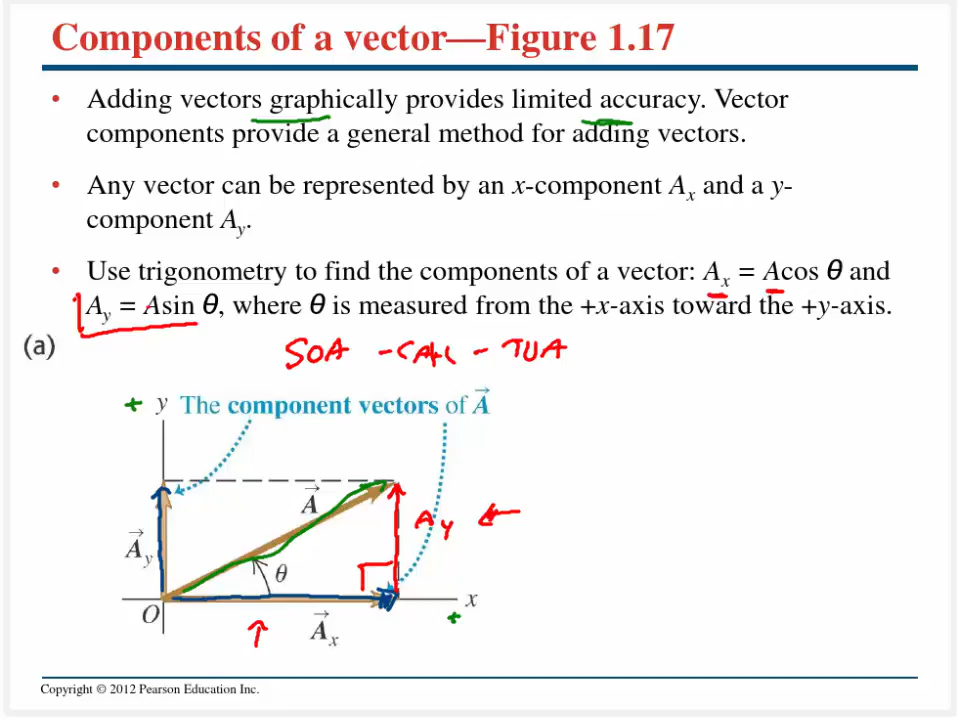 Components of a vector—Figure 1.17
• Adding vectors graphically provides limited accuracy. Vector
components provide a general method for adding vectors.
• Any vector can be represented by an x-component Ax and a y-
component Ay.
• Use trigonometry to find the components of a vector: Ax = Acos θ and
Ay = Asin θ, where θ is measured from the +x-axis toward the +y-axis.
(a)
SOA - CAH - TOA
+ y The component vectors of A⃗
A⃗
Ay
A⃗y
θ
O
x
+
A⃗x
Copyright © 2012 Pearson Education Inc.